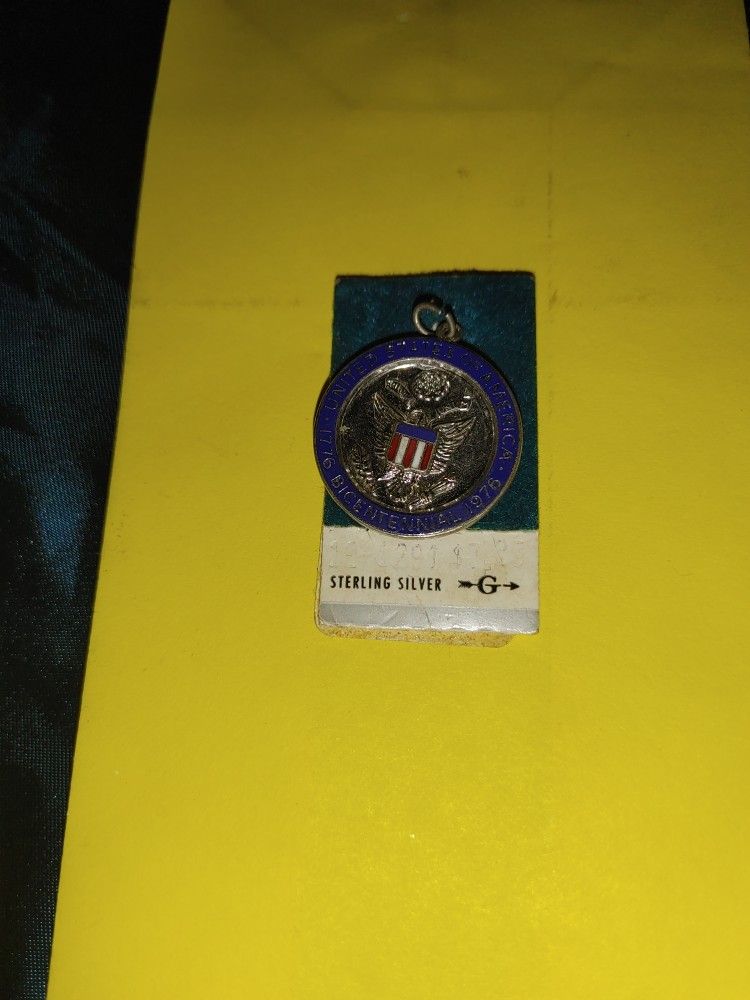 UNITED STATES OF AMERICA
1776 BICENTENNIAL 1976
STERLING SILVER G